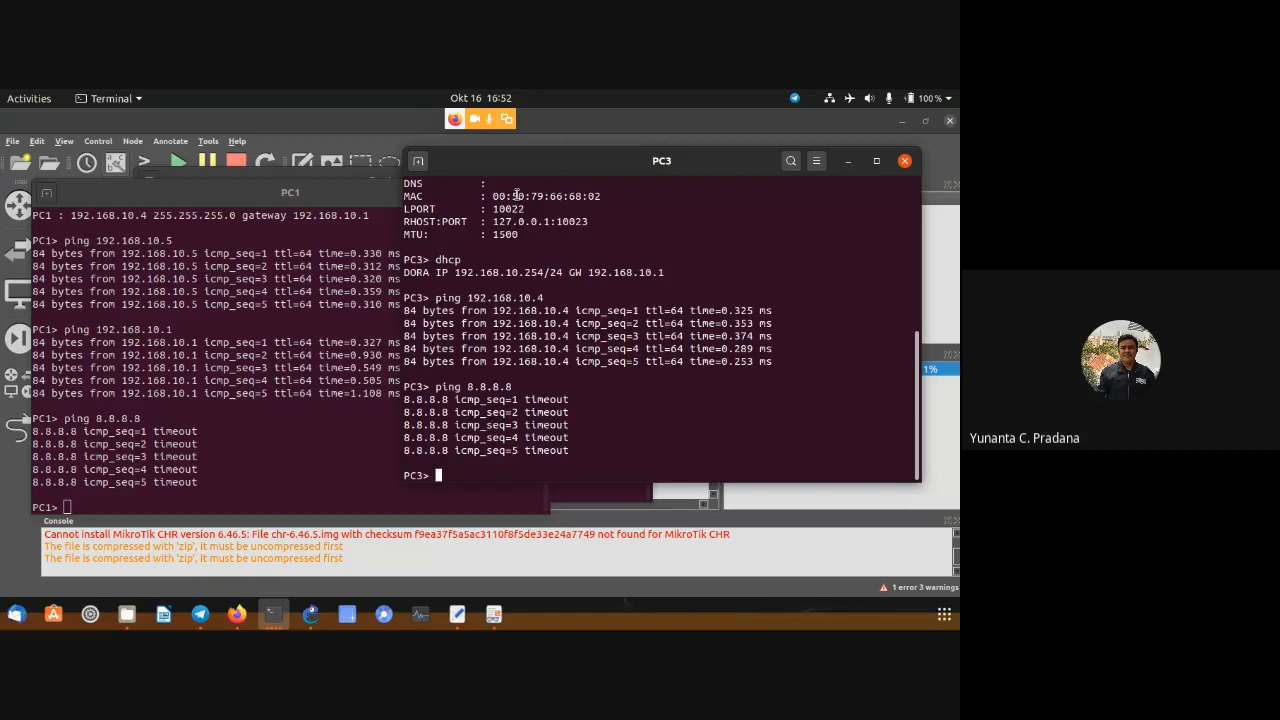 Activities
Terminal
Okt 16 16:52
100%
File Edit View Control Node Annotate Tools Help
PC1
PC1 : 192.168.10.4 255.255.255.0 gateway 192.168.10.1
PC1> ping 192.168.10.5
84 bytes from 192.168.10.5 icmp_seq=1 ttl=64 time=0.330 ms
84 bytes from 192.168.10.5 icmp_seq=2 ttl=64 time=0.312 ms
84 bytes from 192.168.10.5 icmp_seq=3 ttl=64 time=0.320 ms
84 bytes from 192.168.10.5 icmp_seq=4 ttl=64 time=0.359 ms
84 bytes from 192.168.10.5 icmp_seq=5 ttl=64 time=0.310 ms
PC1> ping 192.168.10.1
84 bytes from 192.168.10.1 icmp_seq=1 ttl=64 time=0.327 ms
84 bytes from 192.168.10.1 icmp_seq=2 ttl=64 time=0.930 ms
84 bytes from 192.168.10.1 icmp_seq=3 ttl=64 time=0.549 ms
84 bytes from 192.168.10.1 icmp_seq=4 ttl=64 time=0.505 ms
84 bytes from 192.168.10.1 icmp_seq=5 ttl=64 time=1.108 ms
PC1> ping 8.8.8.8
8.8.8.8 icmp_seq=1 timeout
8.8.8.8 icmp_seq=2 timeout
8.8.8.8 icmp_seq=3 timeout
8.8.8.8 icmp_seq=4 timeout
8.8.8.8 icmp_seq=5 timeout
PC1>
PC3
DNS :
MAC : 00:50:79:66:68:02
LPORT : 10022
RHOST:PORT : 127.0.0.1:10023
MTU: : 1500
PC3> dhcp
DORA IP 192.168.10.254/24 GW 192.168.10.1
PC3> ping 192.168.10.4
84 bytes from 192.168.10.4 icmp_seq=1 ttl=64 time=0.325 ms
84 bytes from 192.168.10.4 icmp_seq=2 ttl=64 time=0.353 ms
84 bytes from 192.168.10.4 icmp_seq=3 ttl=64 time=0.374 ms
84 bytes from 192.168.10.4 icmp_seq=4 ttl=64 time=0.289 ms
84 bytes from 192.168.10.4 icmp_seq=5 ttl=64 time=0.253 ms
PC3> ping 8.8.8.8
8.8.8.8 icmp_seq=1 timeout
8.8.8.8 icmp_seq=2 timeout
8.8.8.8 icmp_seq=3 timeout
8.8.8.8 icmp_seq=4 timeout
8.8.8.8 icmp_seq=5 timeout
PC3>
1%
Console
Cannot install MikroTik CHR version 6.46.5: File chr-6.46.5.img with checksum f9ea37f5a5ac3110f8f5de33e24a7749 not found for MikroTik CHR
The file is compressed with 'zip', it must be uncompressed first
The file is compressed with 'zip', it must be uncompressed first
1 error 3 warnings
Yunanta C. Pradana